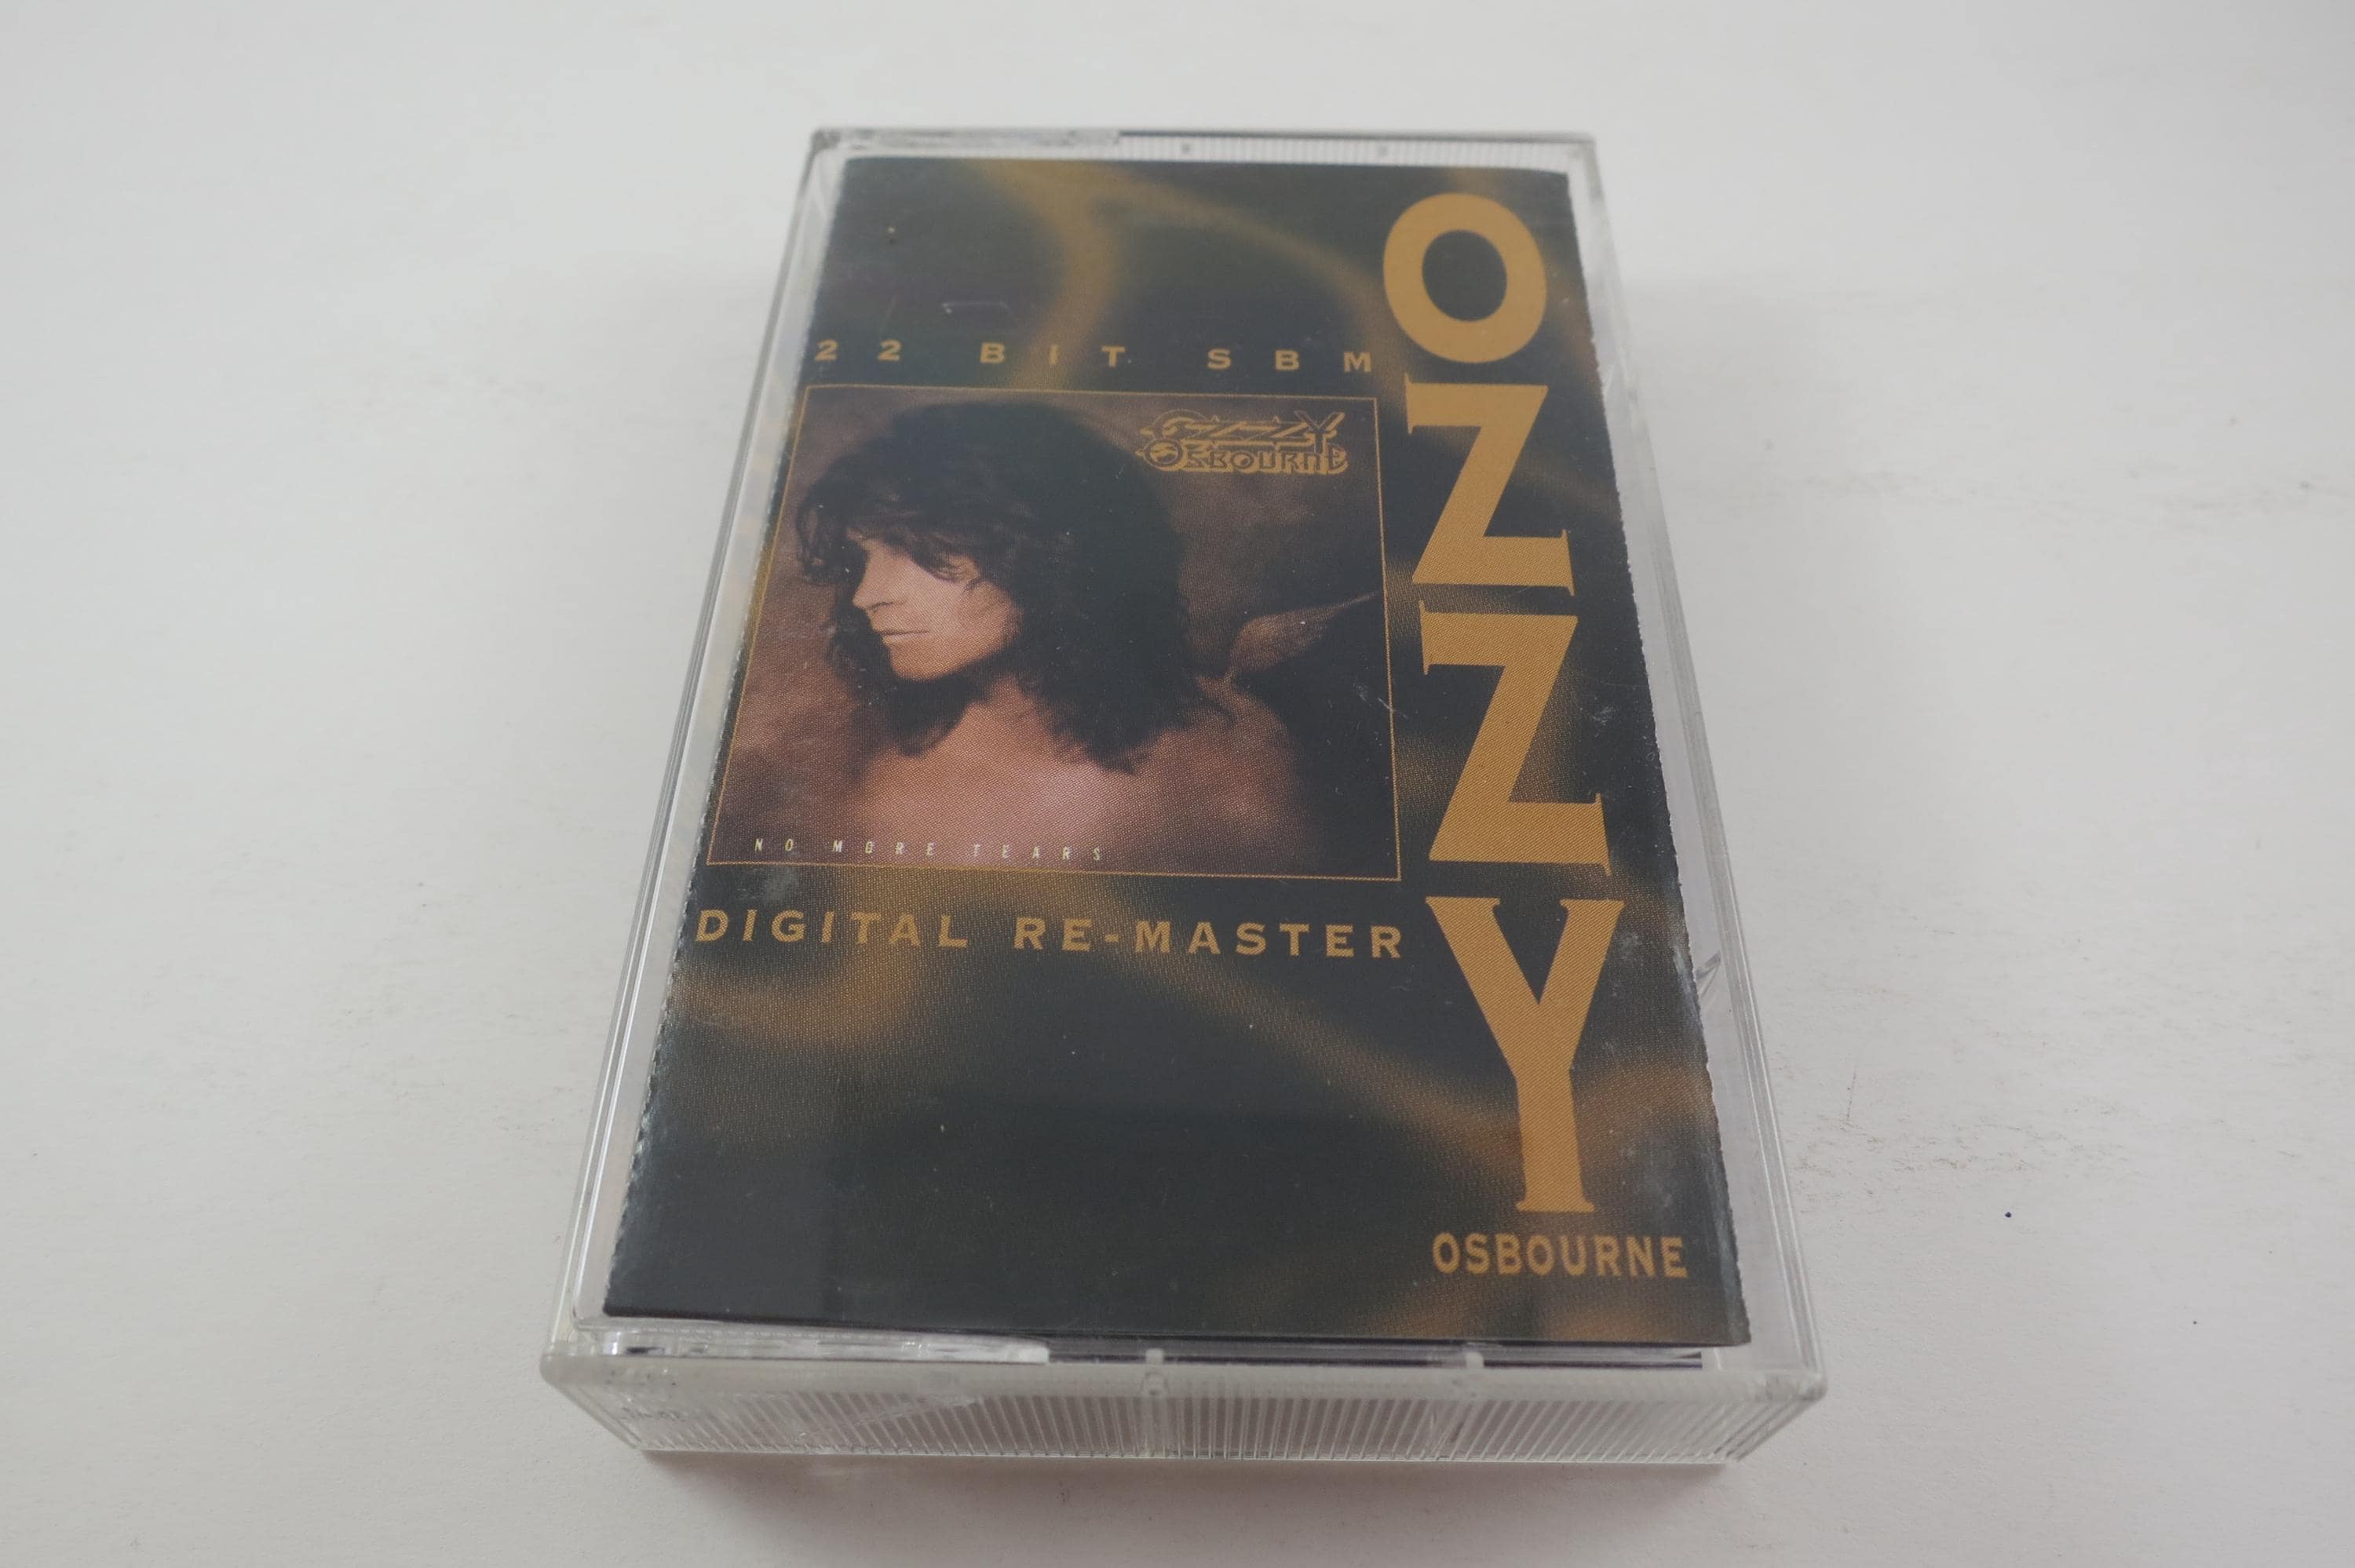 22 BIT SBM
OZZY
OSBOURNE
NO MORE TEARS
DIGITAL RE-MASTER
OZZY
OSBOURNE